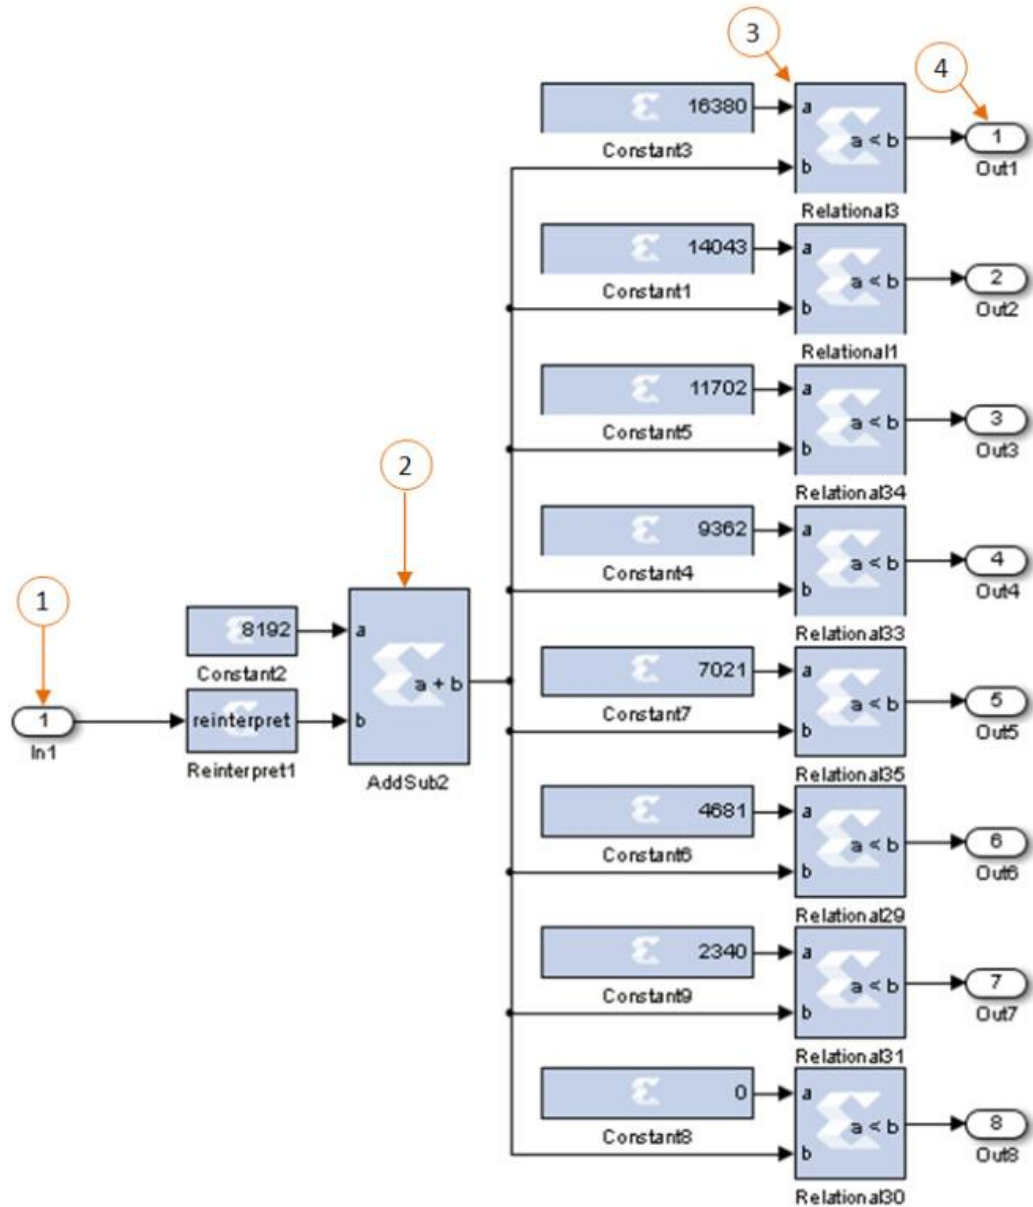 3
4
16380
a
a < b
b
1
Constant3
Out1
Relational3
14043
a
a < b
b
2
Constant1
Out2
Relational1
11702
a
a < b
b
3
Constant5
Out3
Relational34
2
9362
a
a < b
b
4
Constant4
Out4
Relational33
1
8192
a
a + b
b
Constant2
1
reinterpret
In1
Reinterpret1
AddSub2
7021
a
a < b
b
5
Constant7
Out5
Relational35
4681
a
a < b
b
6
Constant6
Out6
Relational29
2340
a
a < b
b
7
Constant9
Out7
Relational31
0
a
a < b
b
8
Constant8
Out8
Relational30